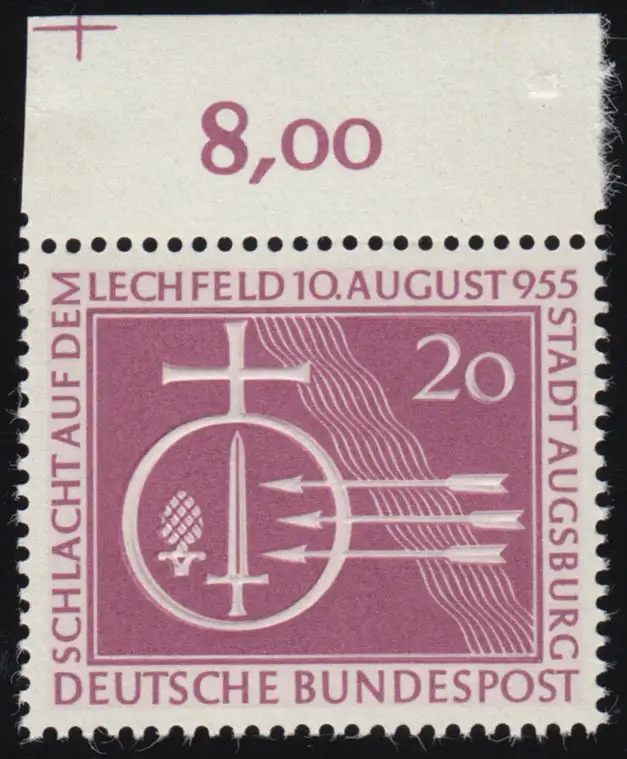 8,00
SCHLACHT AUF DEM
LECHFELD 10. AUGUST 955
STADT AUGSBURG
20
DEUTSCHE BUNDESPOST